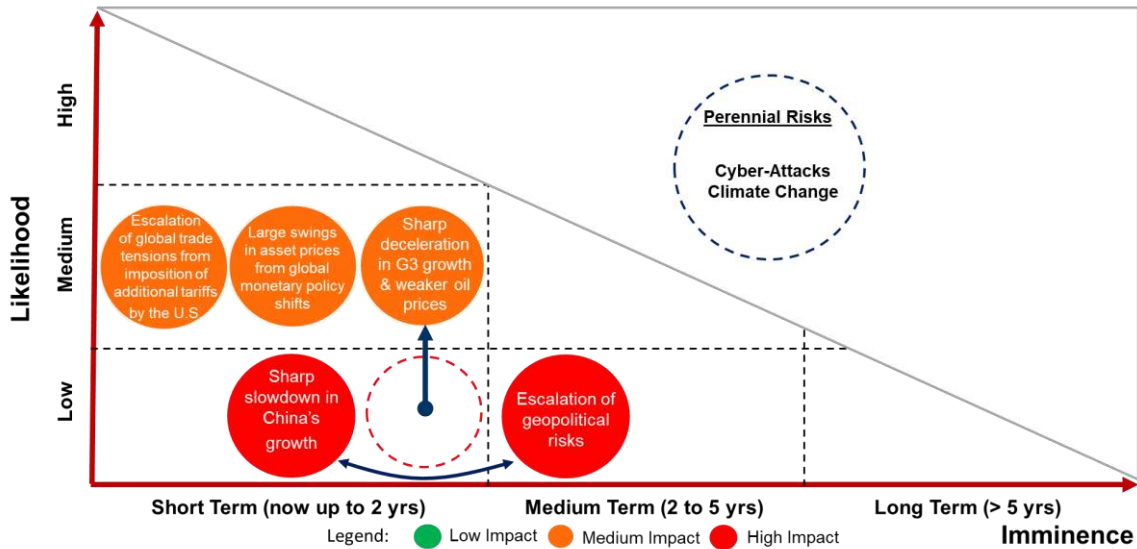 Likelihood
High
Medium
Low
Perennial Risks
Cyber-Attacks
Climate Change
Escalation
of global trade
tensions from
imposition of
additional tariffs
by the U.S.
Large swings
in asset prices
from global
monetary policy
shifts
Sharp
deceleration
in G3 growth
& weaker oil
prices
Sharp
slowdown in
China's
growth
Escalation of
geopolitical
risks
Short Term (now up to 2 yrs)
Medium Term (2 to 5 yrs)
Long Term (> 5 yrs)
Imminence
Legend:
Low Impact
Medium Impact
High Impact